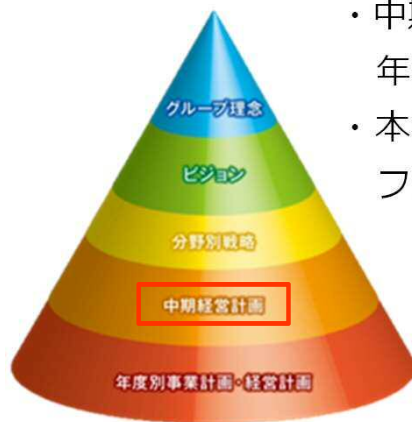 ・中期
年
・本
フ
グループ理念
ビジョン
分野別戦略
中期経営計画
年度別事業計画・経営計画